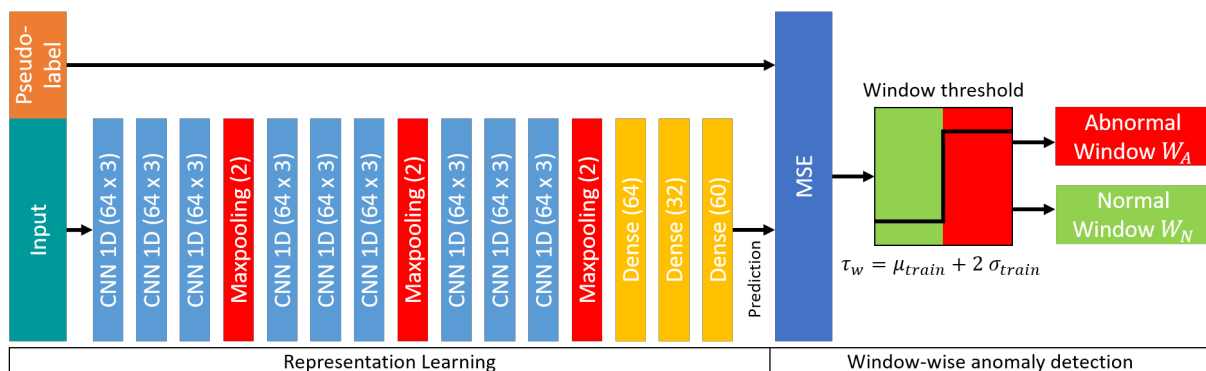 Pseudo-
label
Input
CNN 1D (64 x 3)
CNN 1D (64 x 3)
CNN 1D (64 x 3)
Maxpooling (2)
CNN 1D (64 x 3)
CNN 1D (64 x 3)
CNN 1D (64 x 3)
Maxpooling (2)
CNN 1D (64 x 3)
CNN 1D (64 x 3)
CNN 1D (64 x 3)
Maxpooling (2)
Dense (64)
Dense (32)
Dense (60)
Prediction
MSE
Window threshold
τ_w = μ_train + 2 σ_train
Abnormal
Window W_A
Normal
Window W_N
Representation Learning
Window-wise anomaly detection